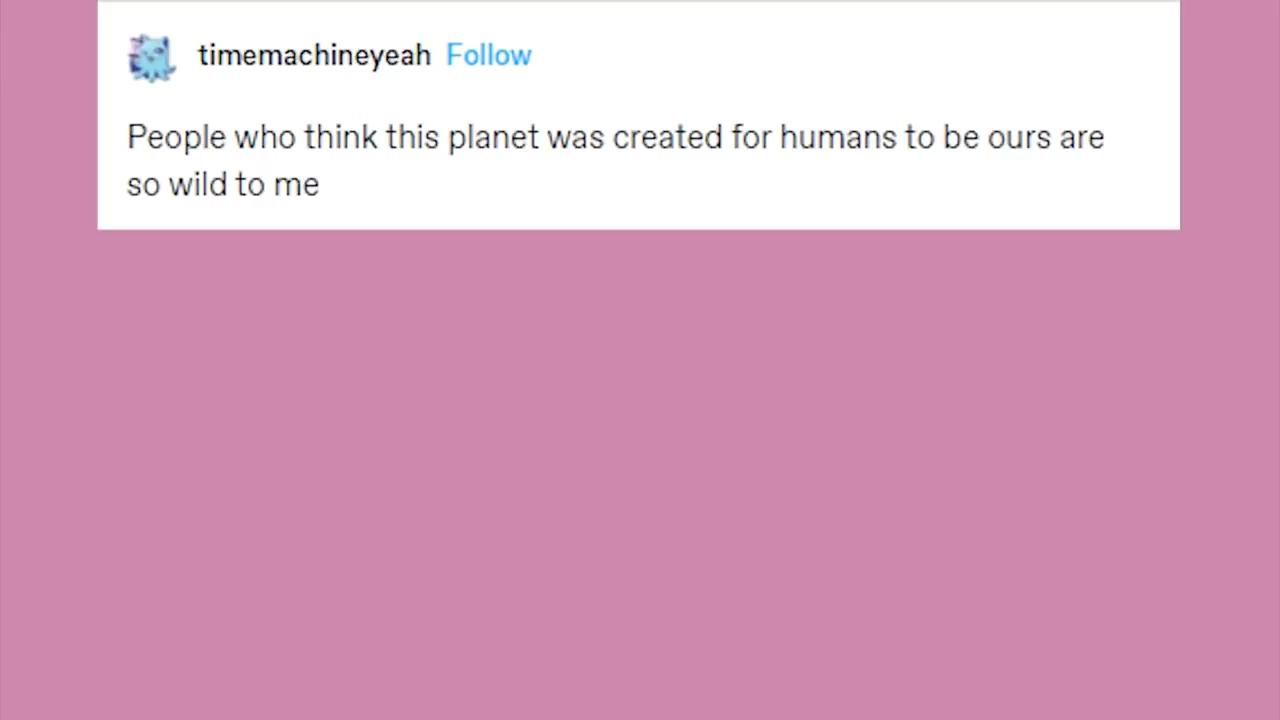 timemachineyeah Follow
People who think this planet was created for humans to be ours are
so wild to me